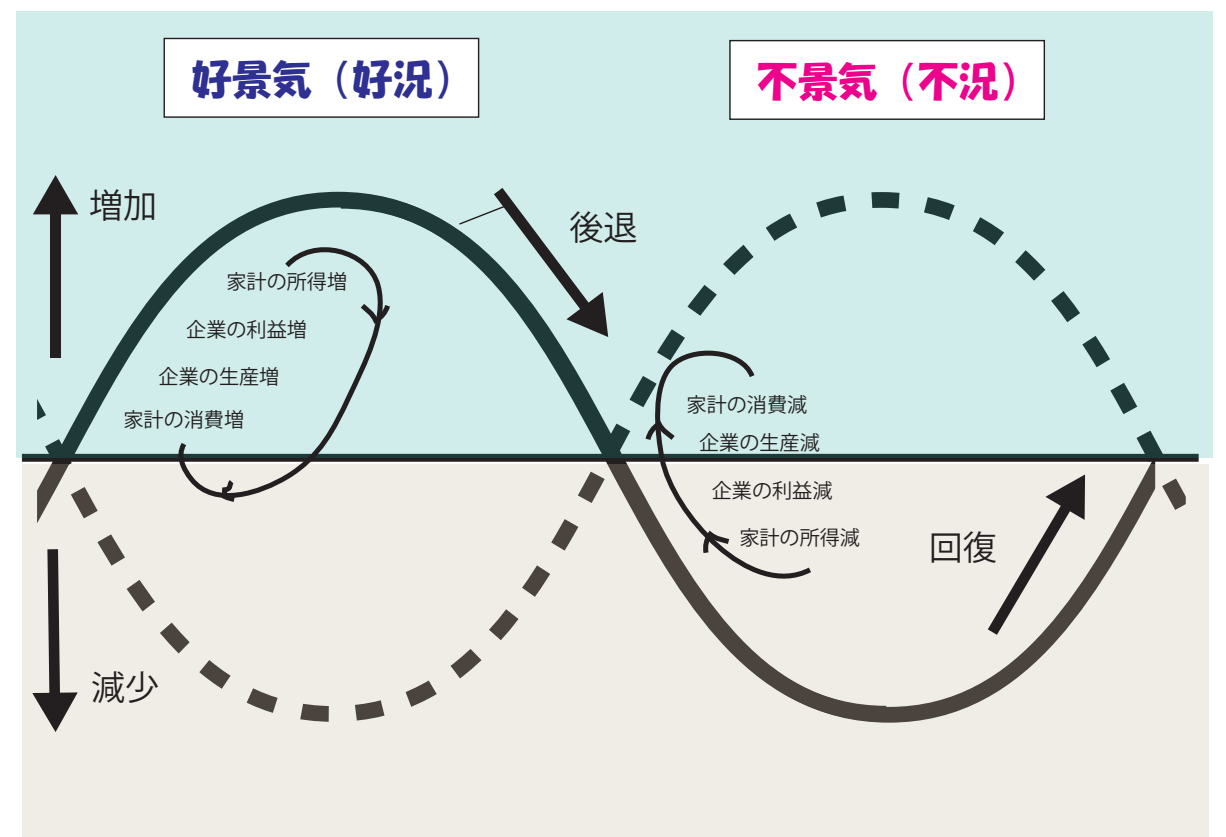 好景気（好況）
不景気（不況）
増加
後退
家計の所得増
企業の利益増
企業の生産増
家計の消費増
家計の消費減
企業の生産減
企業の利益減
家計の所得減
回復
減少